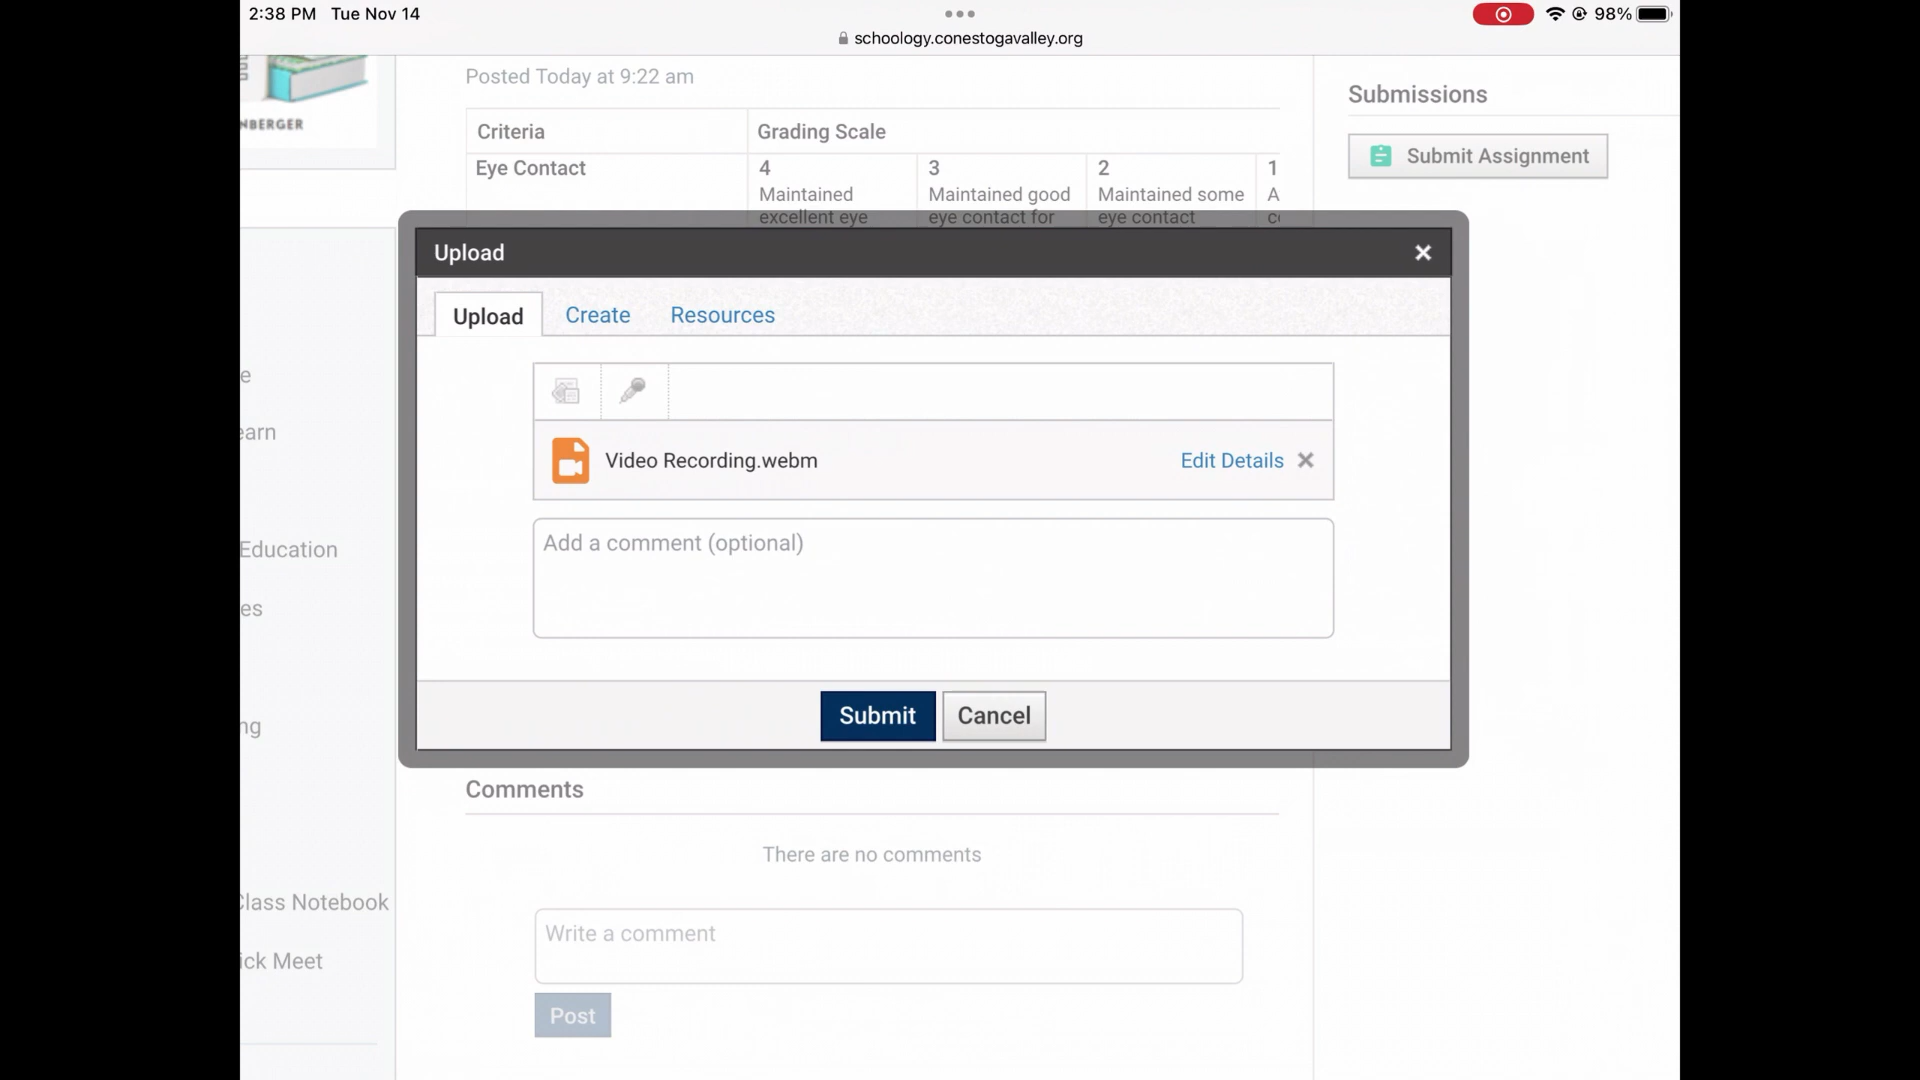 2:38 PM Tue Nov 14
98%
schoology.conestogavalley.org
NBERGER
Posted Today at 9:22 am
Criteria
Grading Scale
Eye Contact
4
Maintained
excellent eye
3
Maintained good
eye contact for
2
Maintained some
eye contact
1
A
Submissions
Submit Assignment
Upload
Upload
Create
Resources
Video Recording.webm
Edit Details
Add a comment (optional)
Submit
Cancel
e
earn
Education
es
ng
Class Notebook
ick Meet
Comments
There are no comments
Write a comment
Post